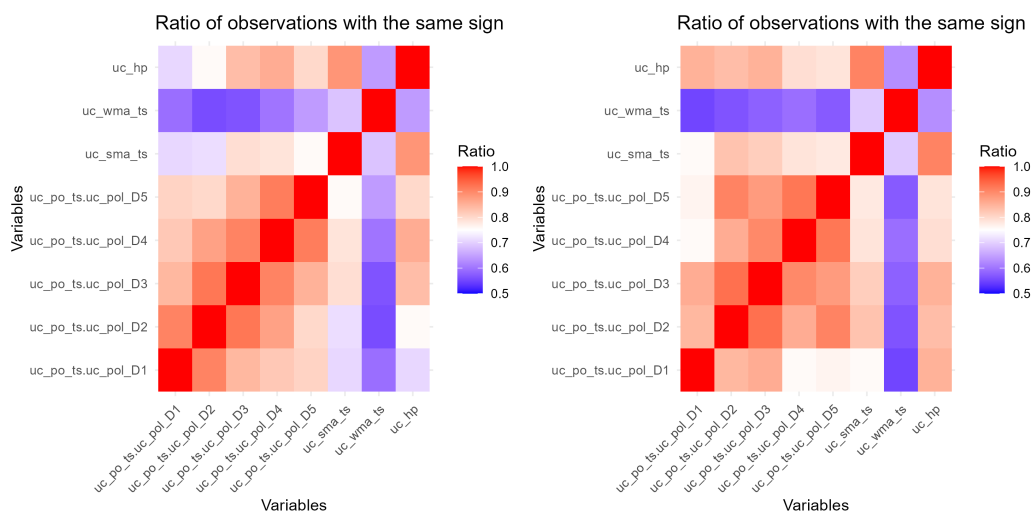 Ratio of observations with the same sign
uc_hp
uc_wma_ts
uc_sma_ts
uc_po_ts.uc_pol_D5
uc_po_ts.uc_pol_D4
uc_po_ts.uc_pol_D3
uc_po_ts.uc_pol_D2
uc_po_ts.uc_pol_D1
Variables
uc_po_ts.uc_pol_D1
uc_po_ts.uc_pol_D2
uc_po_ts.uc_pol_D3
uc_po_ts.uc_pol_D4
uc_po_ts.uc_pol_D5
uc_sma_ts
uc_wma_ts
uc_hp
Variables
Ratio
1.0
0.9
0.8
0.7
0.6
0.5
Ratio of observations with the same sign
uc_hp
uc_wma_ts
uc_sma_ts
uc_po_ts.uc_pol_D5
uc_po_ts.uc_pol_D4
uc_po_ts.uc_pol_D3
uc_po_ts.uc_pol_D2
uc_po_ts.uc_pol_D1
Variables
uc_po_ts.uc_pol_D1
uc_po_ts.uc_pol_D2
uc_po_ts.uc_pol_D3
uc_po_ts.uc_pol_D4
uc_po_ts.uc_pol_D5
uc_sma_ts
uc_wma_ts
uc_hp
Variables
Ratio
1.0
0.9
0.8
0.7
0.6
0.5